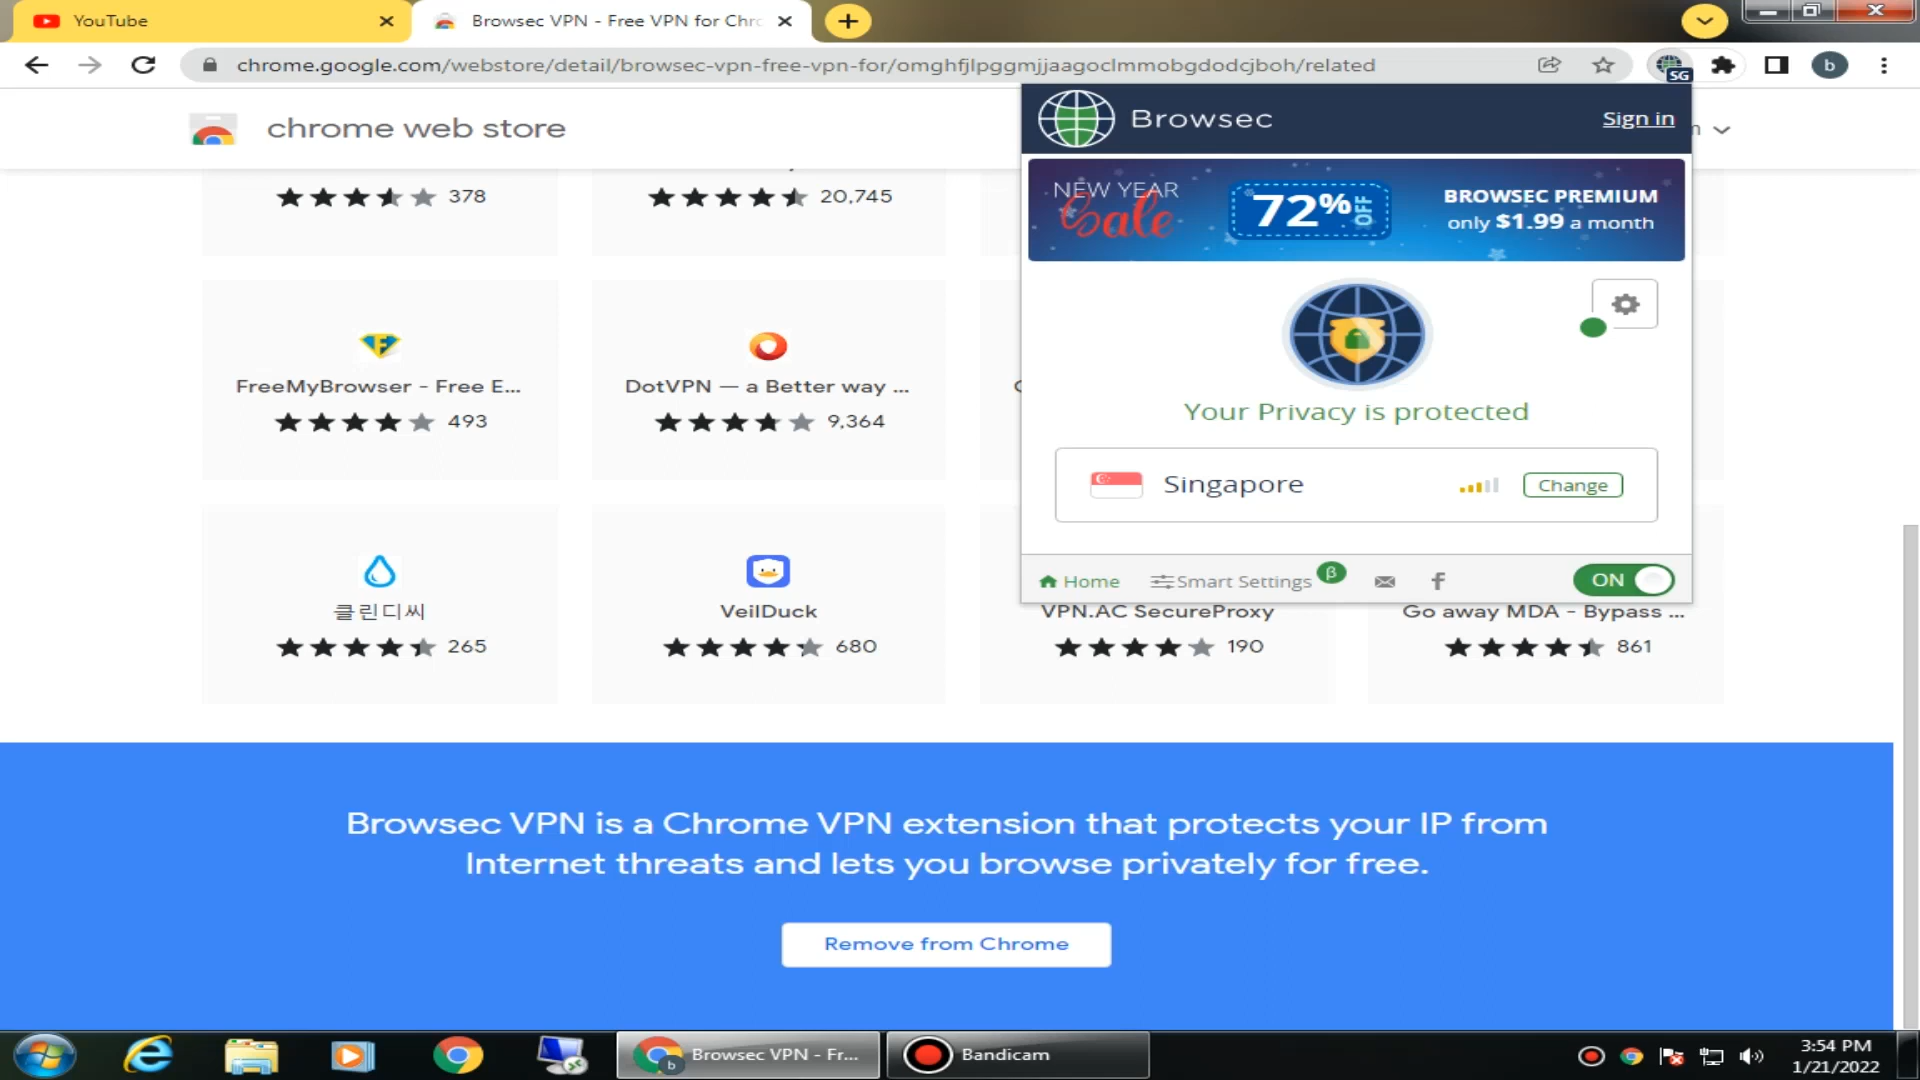 YouTube
Browsec VPN - Free VPN for Chro
chrome.google.com/webstore/detail/browsec-vpn-free-vpn-for/omghfjlpggmjjaagoclmmobgdodcjboh/related
SG
b
chrome web store
Browsec
Sign in
378
20,745
NEW YEAR
Sale
72% OFF
BROWSEC PREMIUM
only $1.99 a month
FreeMyBrowser - Free E...
493
DotVPN — a Better way ...
9,364
Your Privacy is protected
Singapore
Change
Home
Smart Settings
β
ON
클린디씨
265
VeilDuck
680
VPN.AC SecureProxy
190
Go away MDA - Bypass ...
861
Browsec VPN is a Chrome VPN extension that protects your IP from
Internet threats and lets you browse privately for free.
Remove from Chrome
b
Browsec VPN - Fr...
Bandicam
3:54 PM
1/21/2022